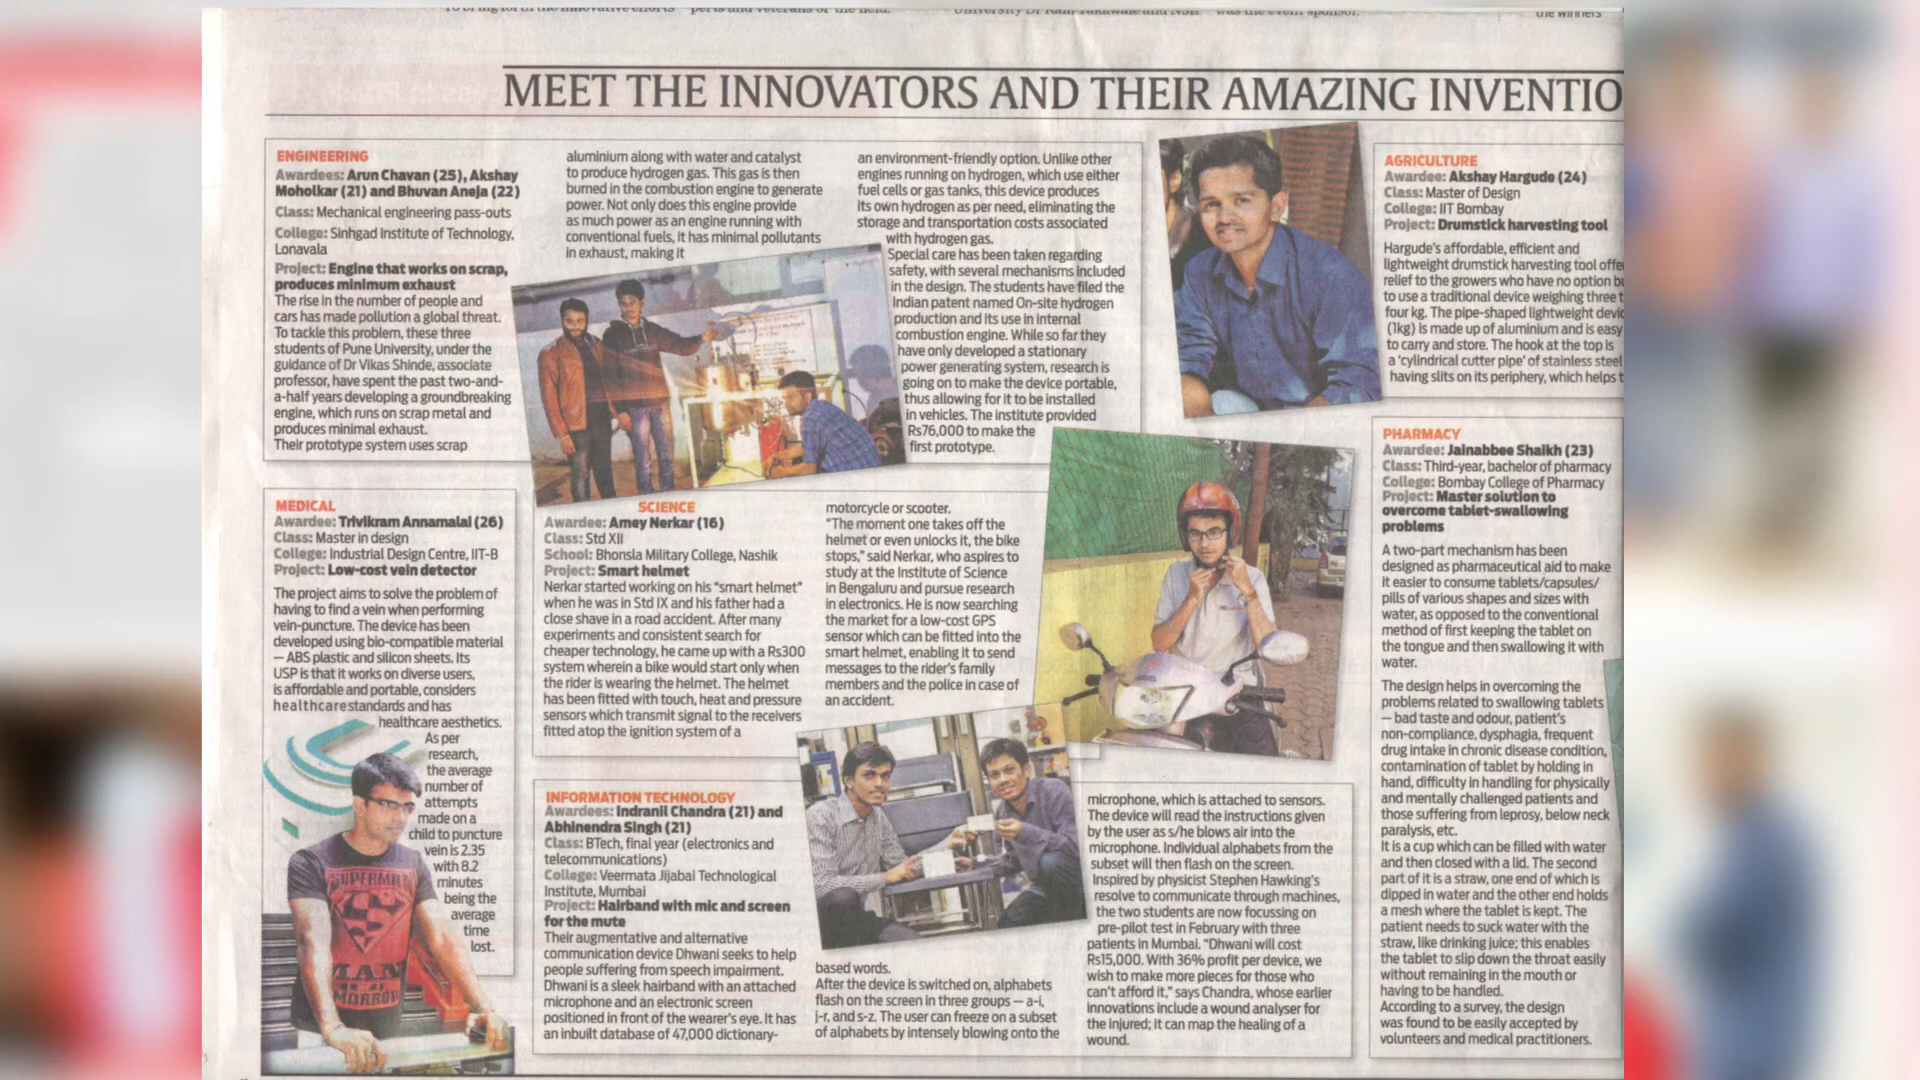 MEET THE INNOVATORS AND THEIR AMAZING INVENTIO
ENGINEERING
Awardees: Arun Chavan (25), Akshay
Moholkar (21) and Bhuvan Aneja (22)
Class: Mechanical engineering pass-outs
College: Sinhgad Institute of Technology,
Lonavala
Project: Engine that works on scrap,
produces minimum exhaust
The rise in the number of people and
cars has made pollution a global threat.
To tackle this problem, these three
students of Pune University, under the
guidance of Dr Vikas Shinde, associate
professor, have spent the past two-and-
a-half years developing a groundbreaking
engine, which runs on scrap metal and
produces minimal exhaust.
Their prototype system uses scrap
aluminium along with water and catalyst
to produce hydrogen gas. This gas is then
burned in the combustion engine to generate
power. Not only does this engine provide
as much power as an engine running with
conventional fuels, it has minimal pollutants
in exhaust, making it
an environment-friendly option. Unlike other
engines running on hydrogen, which use either
fuel cells or gas tanks, this device produces
its own hydrogen as per need, eliminating the
storage and transportation costs associated
with hydrogen gas.
Special care has been taken regarding
safety, with several mechanisms included
in the design. The students have filed the
Indian patent named On-site hydrogen
production and its use in internal
combustion engine. While so far they
have only developed a stationary
power generating system, research is
going on to make the device portable,
thus allowing for it to be installed
in vehicles. The institute provided
Rs76,000 to make the
first prototype.
AGRICULTURE
Awardee: Akshay Hargude (24)
Class: Master of Design
College: IIT Bombay
Project: Drumstick harvesting tool
Hargude's affordable, efficient and
lightweight drumstick harvesting tool offe
relief to the growers who have no option bu
to use a traditional device weighing three t
four kg. The pipe-shaped lightweight devic
(1kg) is made up of aluminium and is easy
to carry and store. The hook at the top is
a 'cylindrical cutter pipe' of stainless steel
having slits on its periphery, which helps t
MEDICAL
Awardee: Trivikram Annamalai (26)
Class: Master in design
College: Industrial Design Centre, IIT-B
Project: Low-cost vein detector
The project aims to solve the problem of
having to find a vein when performing
vein-puncture. The device has been
developed using bio-compatible material
— ABS plastic and silicon sheets. Its
USP is that it works on diverse users,
is affordable and portable, considers
healthcare standards and has
healthcare aesthetics.
As per
research,
the average
number of
attempts
made on a
child to puncture
vein is 2.35
with 8.2
minutes
being the
average
time
lost.
SUPERMAN
MAN
OF
MORROW
SCIENCE
Awardee: Amey Nerkar (16)
Class: Std XII
School: Bhonsla Military College, Nashik
Project: Smart helmet
Nerkar started working on his "smart helmet"
when he was in Std IX and his father had a
close shave in a road accident. After many
experiments and consistent search for
cheaper technology, he came up with a Rs300
system wherein a bike would start only when
the rider is wearing the helmet. The helmet
has been fitted with touch, heat and pressure
sensors which transmit signal to the receivers
fitted atop the ignition system of a
motorcycle or scooter.
"The moment one takes off the
helmet or even unlocks it, the bike
stops," said Nerkar, who aspires to
study at the Institute of Science
in Bengaluru and pursue research
in electronics. He is now searching
the market for a low-cost GPS
sensor which can be fitted into the
smart helmet, enabling it to send
messages to the rider's family
members and the police in case of
an accident.
INFORMATION TECHNOLOGY
Awardees: Indranil Chandra (21) and
Abhinendra Singh (21)
Class: BTech, final year (electronics and
telecommunications)
College: Veermata Jijabai Technological
Institute, Mumbai
Project: Hairband with mic and screen
for the mute
Their augmentative and alternative
communication device Dhwani seeks to help
people suffering from speech impairment.
Dhwani is a sleek hairband with an attached
microphone and an electronic screen
positioned in front of the wearer's eye. It has
an inbuilt database of 47,000 dictionary-
based words.
After the device is switched on, alphabets
flash on the screen in three groups — a-i,
j-r, and s-z. The user can freeze on a subset
of alphabets by intensely blowing onto the
microphone, which is attached to sensors.
The device will read the instructions given
by the user as s/he blows air into the
microphone. Individual alphabets from the
subset will then flash on the screen.
Inspired by physicist Stephen Hawking's
resolve to communicate through machines,
the two students are now focussing on
pre-pilot test in February with three
patients in Mumbai. "Dhwani will cost
Rs15,000. With 36% profit per device, we
wish to make more pieces for those who
can't afford it," says Chandra, whose earlier
innovations include a wound analyser for
the injured; it can map the healing of a
wound.
PHARMACY
Awardee: Jainabbee Shaikh (23)
Class: Third-year, bachelor of pharmacy
College: Bombay College of Pharmacy
Project: Master solution to
overcome tablet-swallowing
problems
A two-part mechanism has been
designed as pharmaceutical aid to make
it easier to consume tablets/capsules/
pills of various shapes and sizes with
water, as opposed to the conventional
method of first keeping the tablet on
the tongue and then swallowing it with
water.
The design helps in overcoming the
problems related to swallowing tablets
— bad taste and odour, patient's
non-compliance, dysphagia, frequent
drug intake in chronic disease condition,
contamination of tablet by holding in
hand, difficulty in handling for physically
and mentally challenged patients and
those suffering from leprosy, below neck
paralysis, etc.
It is a cup which can be filled with water
and then closed with a lid. The second
part of it is a straw, one end of which is
dipped in water and the other end holds
a mesh where the tablet is kept. The
patient needs to suck water with the
straw, like drinking juice; this enables
the tablet to slip down the throat easily
without remaining in the mouth or
having to be handled.
According to a survey, the design
was found to be easily accepted by
volunteers and medical practitioners.